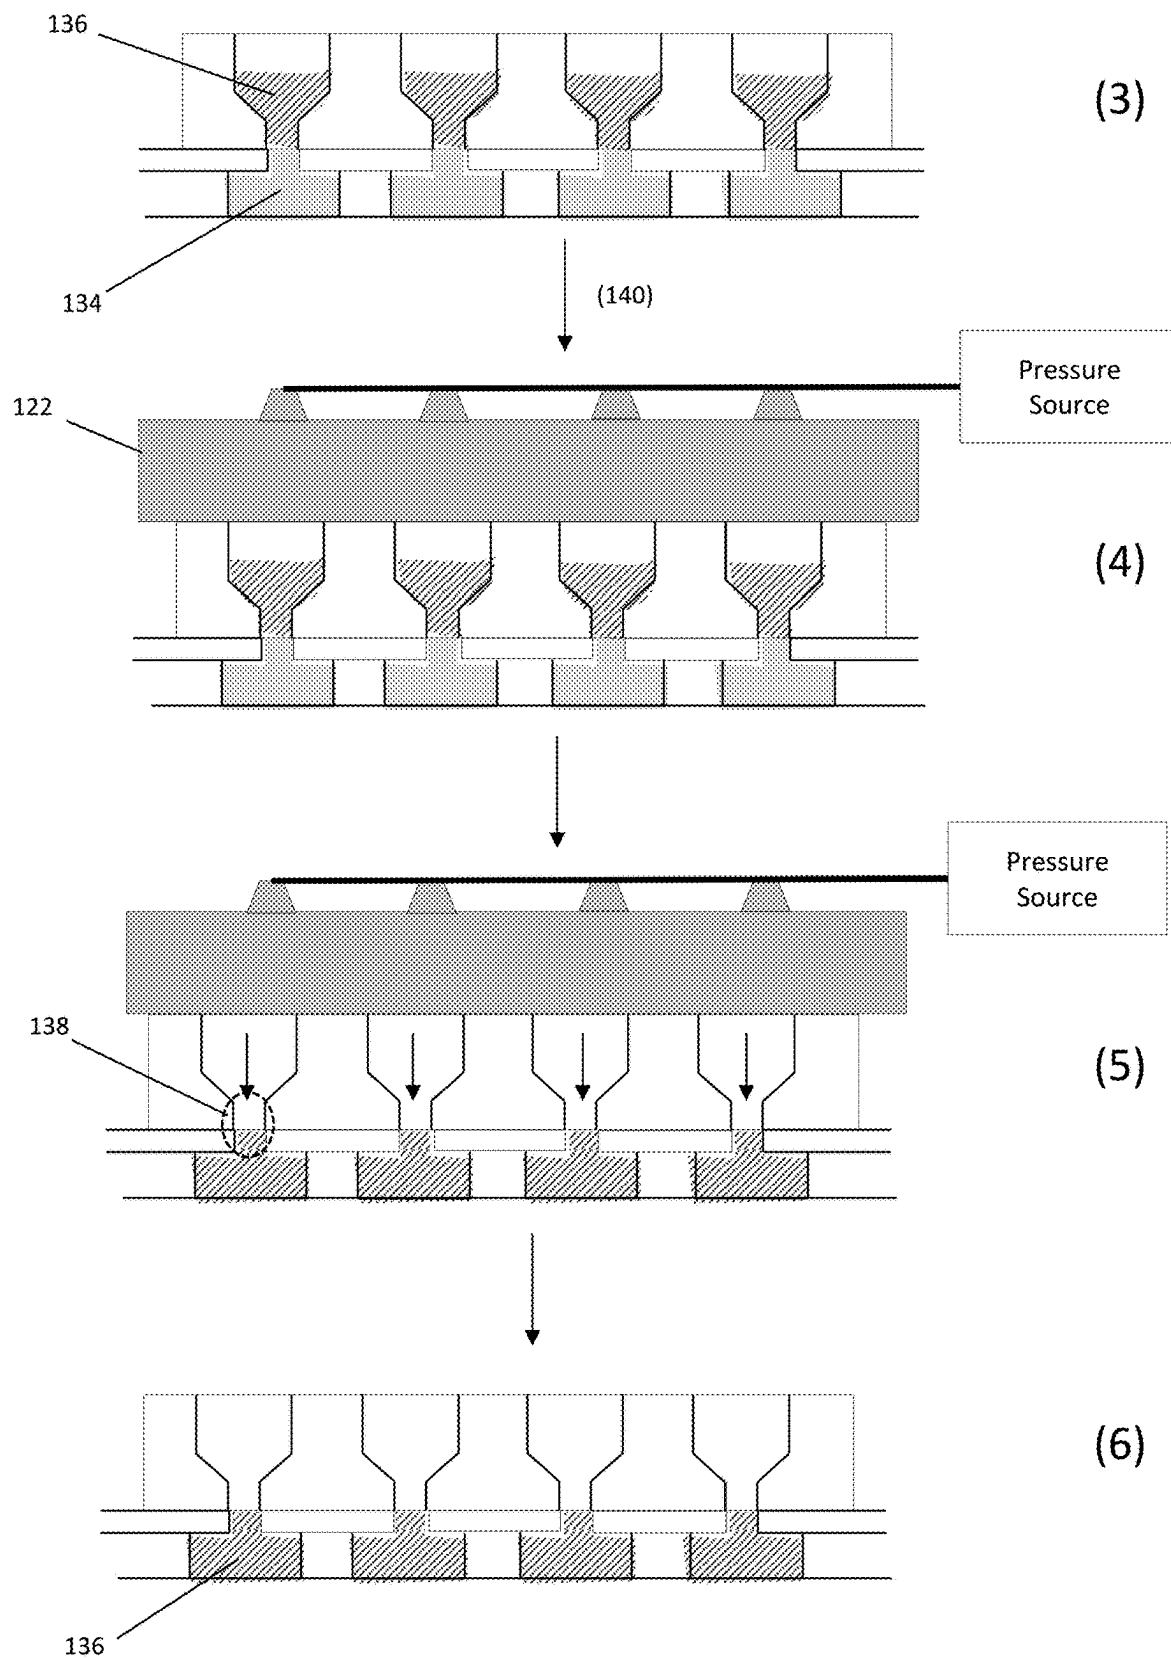 136
(3)
134
(140)
Pressure
Source
122
(4)
Pressure
Source
138
(5)
(6)
136